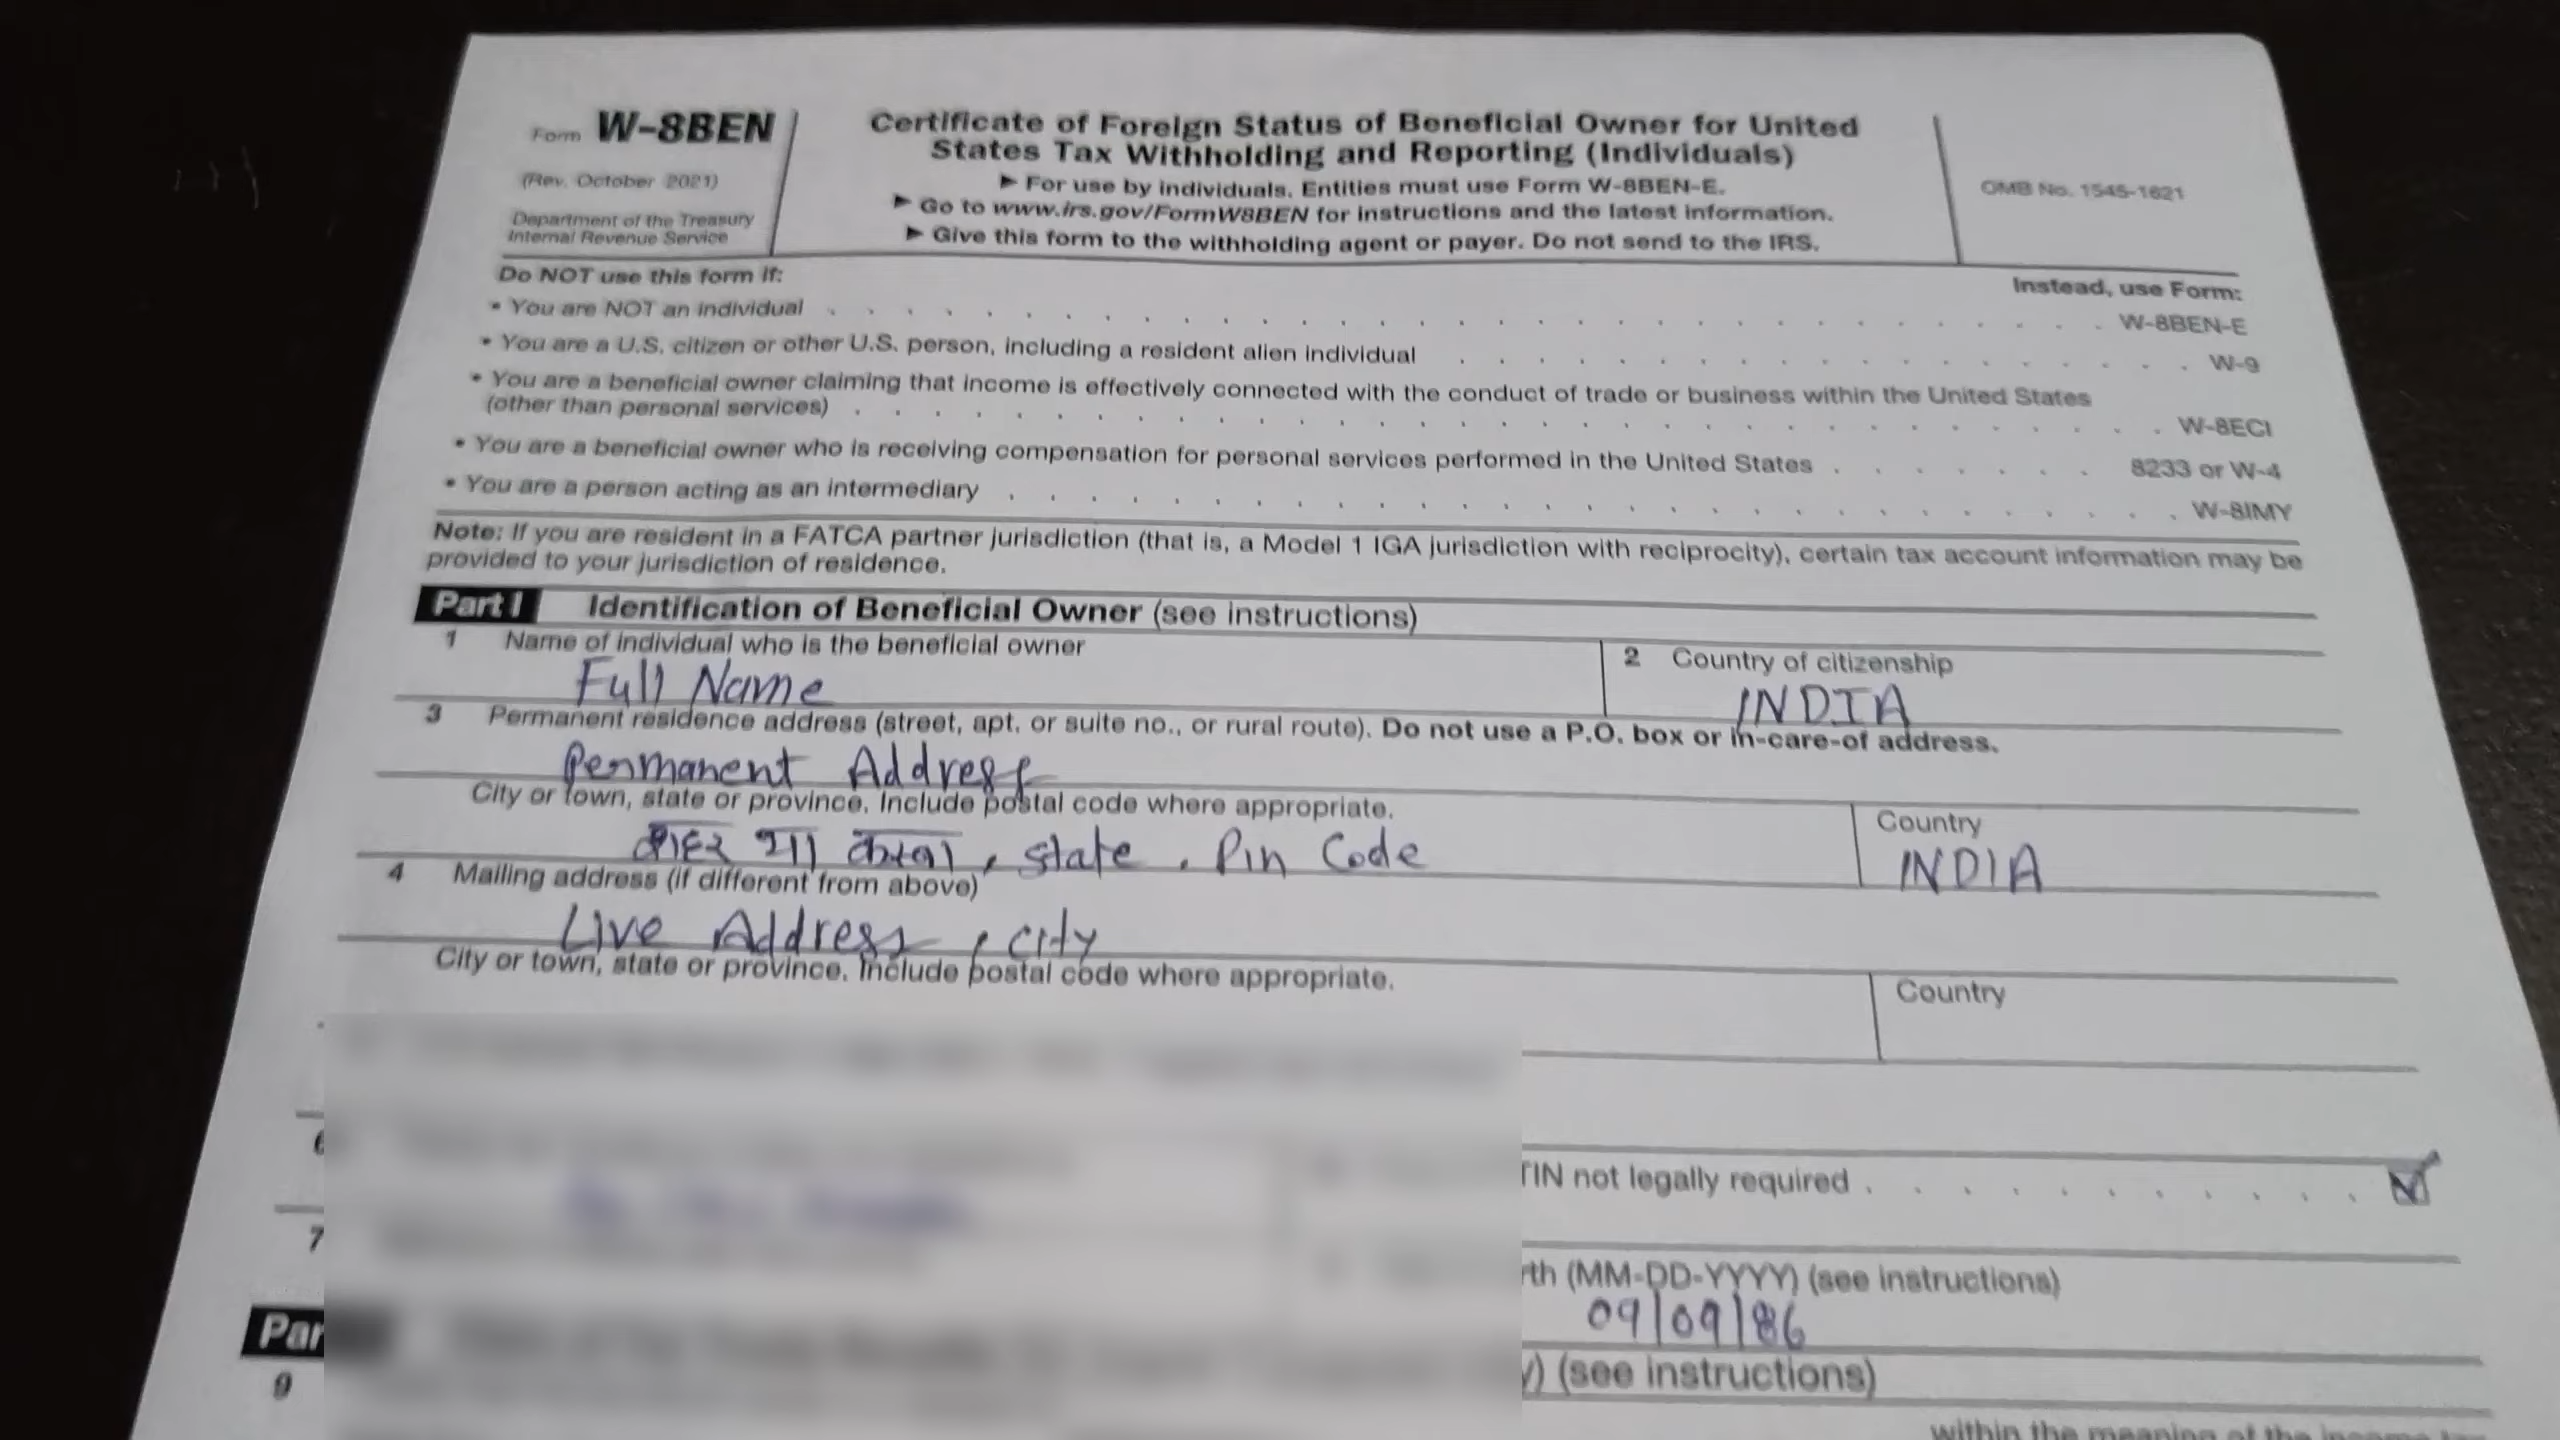 Form W-8BEN
(Rev. October 2021)
Department of the Treasury
Internal Revenue Service
Certificate of Foreign Status of Beneficial Owner for United
States Tax Withholding and Reporting (Individuals)
► For use by individuals. Entities must use Form W-8BEN-E.
► Go to www.irs.gov/FormW8BEN for instructions and the latest information.
► Give this form to the withholding agent or payer. Do not send to the IRS.
OMB No. 1545-1621
Do NOT use this form if:
Instead, use Form:
• You are NOT an individual . . . . . . . . . . W-8BEN-E
• You are a U.S. citizen or other U.S. person, including a resident alien individual . . . . . . . . . . W-9
• You are a beneficial owner claiming that income is effectively connected with the conduct of trade or business within the United States
(other than personal services) . . . . . . . . . . W-8ECI
• You are a beneficial owner who is receiving compensation for personal services performed in the United States . . . . . . . 8233 or W-4
• You are a person acting as an intermediary . . . . . . . . . . W-8IMY
Note: If you are resident in a FATCA partner jurisdiction (that is, a Model 1 IGA jurisdiction with reciprocity), certain tax account information may be
provided to your jurisdiction of residence.
Part I Identification of Beneficial Owner (see instructions)
1 Name of individual who is the beneficial owner
Full Name
2 Country of citizenship
INDIA
3 Permanent residence address (street, apt. or suite no., or rural route). Do not use a P.O. box or in-care-of address.
Permanent Address
City or town, state or province. Include postal code where appropriate.
शहर या कस्बा, state, Pin Code
Country
INDIA
4 Mailing address (if different from above)
Live Address, city
City or town, state or province. Include postal code where appropriate.
Country
6
TIN not legally required . . . . . . . . . .
7
rth (MM-DD-YYYY) (see instructions)
09/09/86
Par
) (see instructions)
9
within the meaning of the income tax